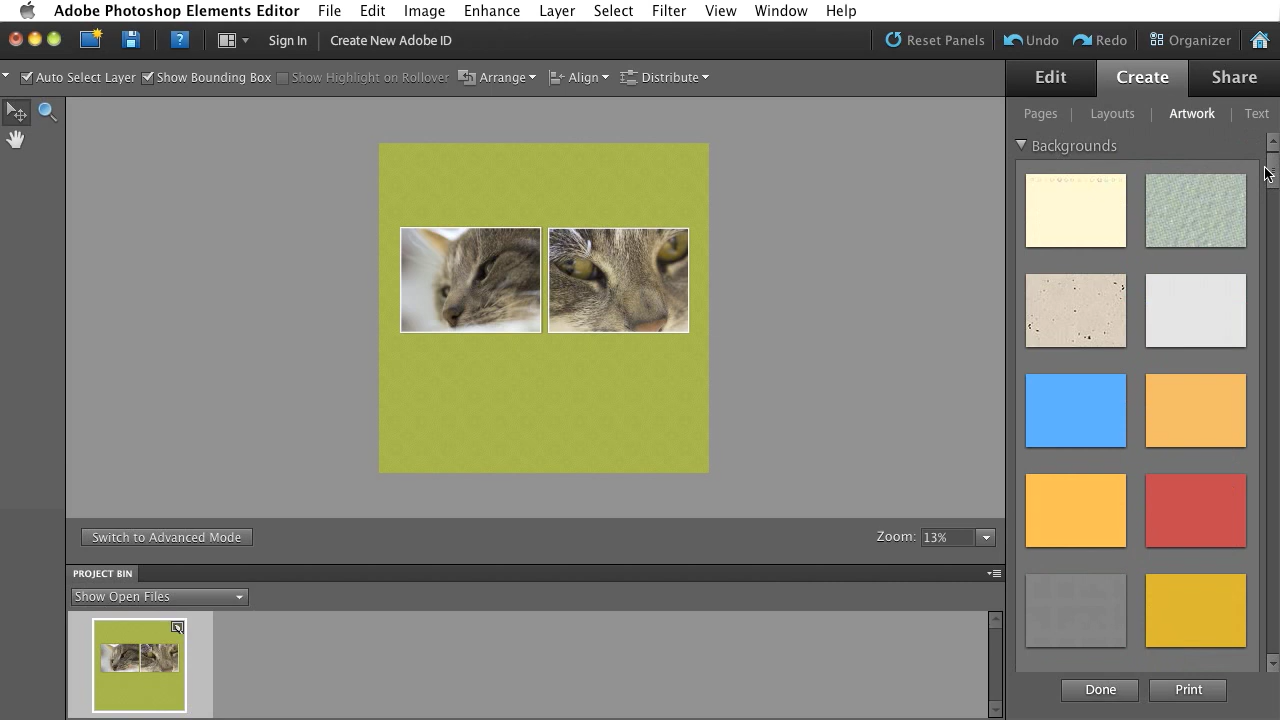 Adobe Photoshop Elements Editor File Edit Image Enhance Layer Select Filter View Window Help
Sign In Create New Adobe ID Reset Panels Undo Redo Organizer
Auto Select Layer Show Bounding Box Show Highlight on Rollover Arrange Align Distribute Edit Create Share
Pages Layouts Artwork Text
Backgrounds
Switch to Advanced Mode Zoom: 13%
PROJECT BIN
Show Open Files
Done Print